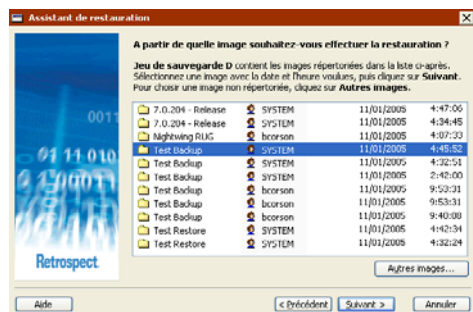 Assistant de restauration
A partir de quelle image souhaitez-vous effectuer la restauration ?
Jeu de sauvegarde D contient les images répertoriées dans la liste ci-après.
Sélectionnez une image avec la date et l'heure voulues, puis cliquez sur Suivant.
Pour choisir une image non répertoriée, cliquez sur Autres images.
7.0.204 - Release SYSTEM 11/01/2005 4:47:06
7.0.204 - Release SYSTEM 11/01/2005 4:34:45
Nightwing RUG bcorson 11/01/2005 4:07:33
Test Backup SYSTEM 11/01/2005 4:45:52
Test Backup SYSTEM 11/01/2005 4:32:51
Test Backup SYSTEM 11/01/2005 2:42:00
Test Backup bcorson 11/01/2005 9:53:31
Test Backup bcorson 11/01/2005 9:53:31
Test Backup bcorson 11/01/2005 9:40:08
Test Restore SYSTEM 11/01/2005 4:42:34
Test Restore SYSTEM 11/01/2005 4:32:24
Retrospect
Autres images...
Aide
< Précédent
Suivant >
Annuler